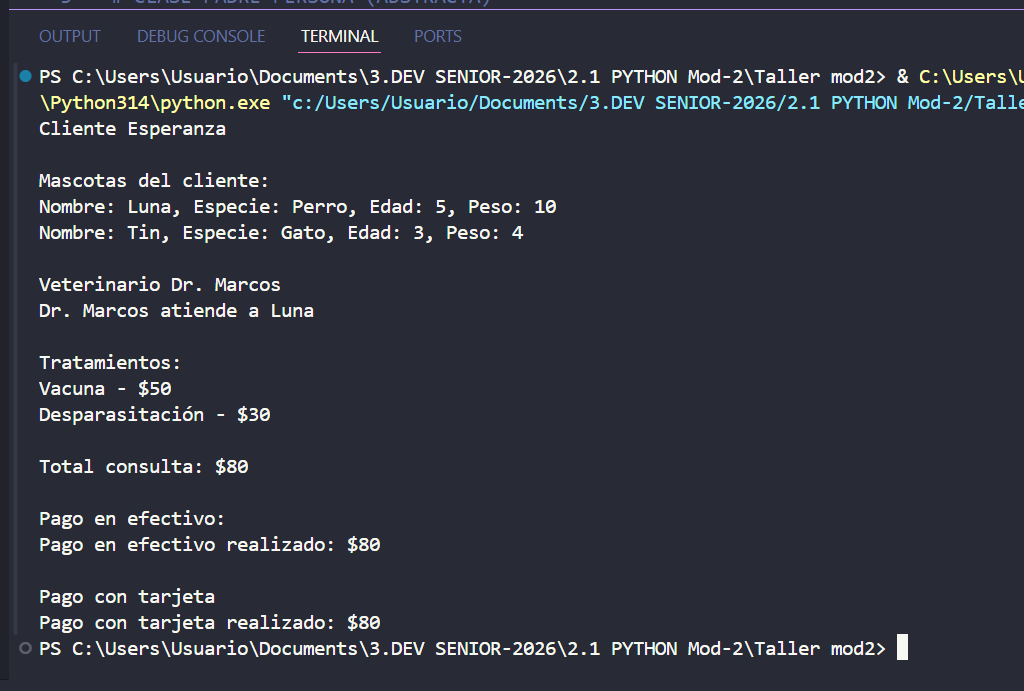 # CLASE PADRE PERSONA (ABSTRACTA)
OUTPUT DEBUG CONSOLE TERMINAL PORTS
PS C:\Users\Usuario\Documents\3.DEV SENIOR-2026\2.1 PYTHON Mod-2\Taller mod2> & C:\Users\U
\Python314\python.exe "c:/Users/Usuario/Documents/3.DEV SENIOR-2026/2.1 PYTHON Mod-2/Talle
Cliente Esperanza
Mascotas del cliente:
Nombre: Luna, Especie: Perro, Edad: 5, Peso: 10
Nombre: Tin, Especie: Gato, Edad: 3, Peso: 4
Veterinario Dr. Marcos
Dr. Marcos atiende a Luna
Tratamientos:
Vacuna - $50
Desparasitación - $30
Total consulta: $80
Pago en efectivo:
Pago en efectivo realizado: $80
Pago con tarjeta
Pago con tarjeta realizado: $80
PS C:\Users\Usuario\Documents\3.DEV SENIOR-2026\2.1 PYTHON Mod-2\Taller mod2>